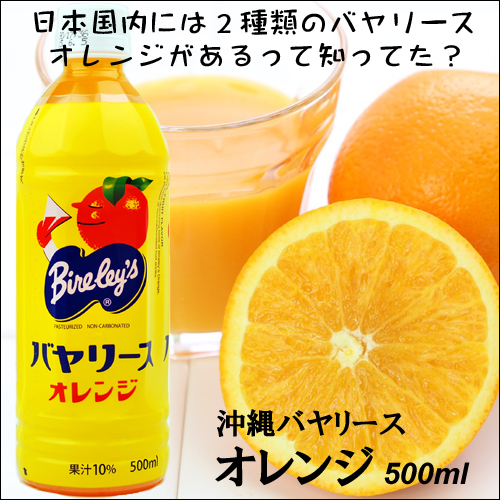 日本国内には２種類のバヤリース
オレンジがあるって知ってた？
Bireley's
®
PASTEURIZED NON-CARBONATED
バヤリース
オレンジ
果汁10% 500ml
沖縄バヤリース
オレンジ 500ml